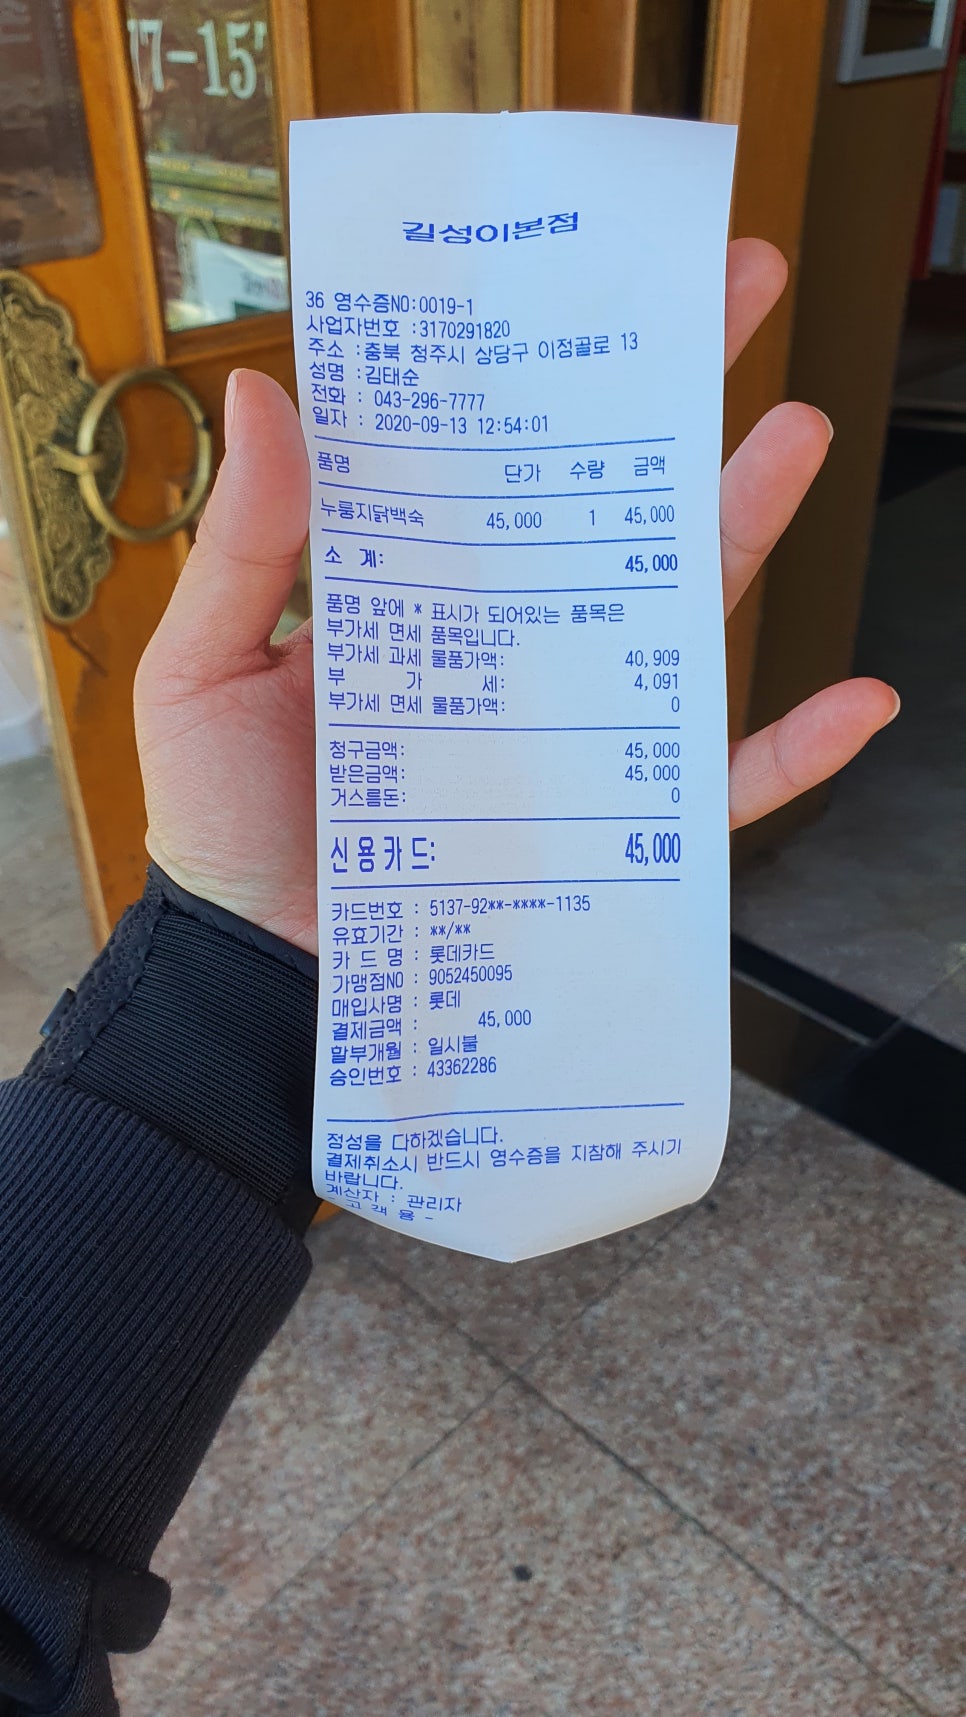 77-157
길성이본점
36 영수증NO:0019-1
사업자번호 :3170291820
주소 :충북 청주시 상당구 이정골로 13
성명 :김태순
전화 : 043-296-7777
일자 : 2020-09-13 12:54:01
품명 단가 수량 금액
누룽지닭백숙 45,000 1 45,000
소 계: 45,000
품명 앞에 * 표시가 되어있는 품목은
부가세 면세 품목입니다.
부가세 과세 물품가액: 40,909
부 가 세: 4,091
부가세 면세 물품가액: 0
청구금액: 45,000
받은금액: 45,000
거스름돈: 0
신용카드: 45,000
카드번호 : 5137-92**-****-1135
유효기간 : **/**
카 드 명 : 롯데카드
가맹점NO : 9052450095
매입사명 : 롯데
결제금액 : 45,000
할부개월 : 일시불
승인번호 : 43362286
정성을 다하겠습니다.
결제취소시 반드시 영수증을 지참해 주시기
바랍니다.
계산자 : 관리자
- 고 객 용 -